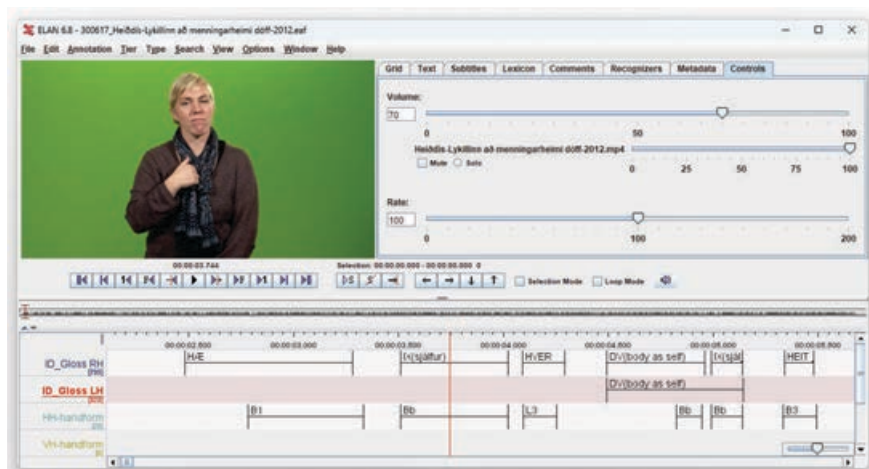 ELAN 6.8 - 300617_Heiðdís-Lykillinn að menningarheimi döff-2012.eaf
File Edit Annotation Tier Type Search View Options Window Help
Grid Text Subtitles Lexicon Comments Recognizers Metadata Controls
Volume:
70
0 50 100
Heiðdís-Lykillinn að menningarheimi döff-2012.mp4
Mute Solo
0 25 50 75 100
Rate:
100
0 100 200
00:00:03.744
Selection: 00:00:00.000 - 00:00:00.000 0
Selection Mode Loop Mode
00:00:02.500 00:00:03.000 00:00:03.500 00:00:04.000 00:00:04.500 00:00:05.000 00:00:05.500
ID_Gloss RH
HÆ (sjálfur) HVER DV(body as self) HEIT
ID_Gloss LH
DV(body as self)
HH-handform
B1 Bb L3 Bb Bb B3
VH-handform